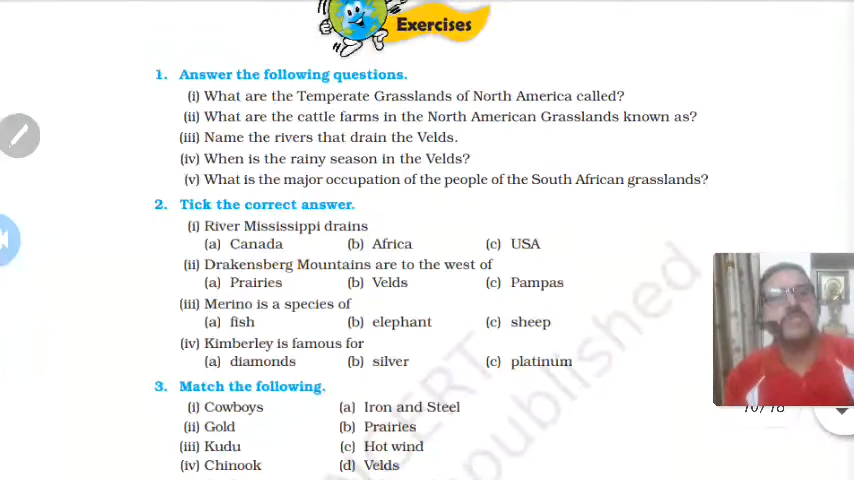 Exercises
1. Answer the following questions.
(i) What are the Temperate Grasslands of North America called?
(ii) What are the cattle farms in the North American Grasslands known as?
(iii) Name the rivers that drain the Velds.
(iv) When is the rainy season in the Velds?
(v) What is the major occupation of the people of the South African grasslands?
2. Tick the correct answer.
(i) River Mississippi drains
(a) Canada (b) Africa (c) USA
(ii) Drakensberg Mountains are to the west of
(a) Prairies (b) Velds (c) Pampas
(iii) Merino is a species of
(a) fish (b) elephant (c) sheep
(iv) Kimberley is famous for
(a) diamonds (b) silver (c) platinum
3. Match the following.
(i) Cowboys (a) Iron and Steel
(ii) Gold (b) Prairies
(iii) Kudu (c) Hot wind
(iv) Chinook (d) Velds
NCERT
republished